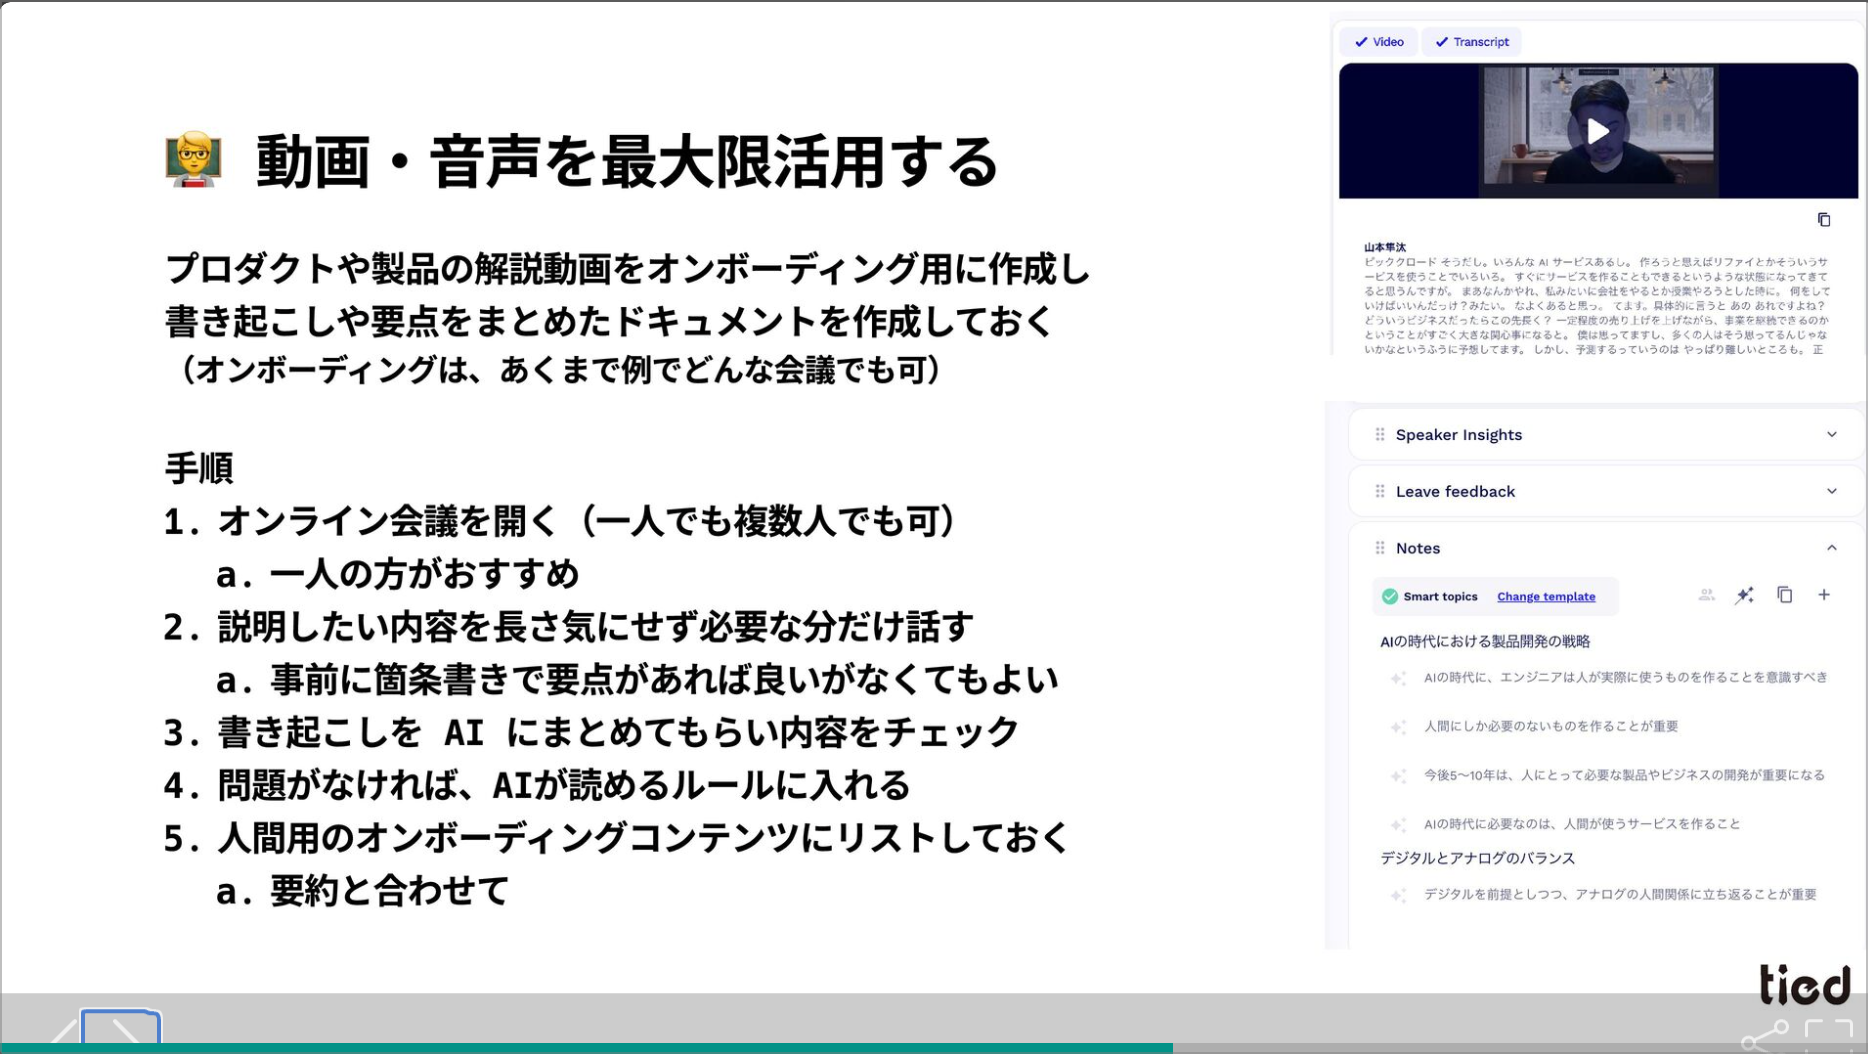 動画・音声を最大限活用する
プロダクトや製品の解説動画をオンボーディング用に作成し
書き起こしや要点をまとめたドキュメントを作成しておく
（オンボーディングは、あくまで例でどんな会議でも可）
手順
1. オンライン会議を開く（一人でも複数人でも可）
a. 一人の方がおすすめ
2. 説明したい内容を長さ気にせず必要な分だけ話す
a. 事前に箇条書きで要点があれば良いがなくてもよい
3. 書き起こしを AI にまとめてもらい内容をチェック
4. 問題がなければ、AIが読めるルールに入れる
5. 人間用のオンボーディングコンテンツにリストしておく
a. 要約と合わせて
Video
Transcript
山本隼汰
ピッククロード そうだし。いろんな AI サービスあるし。 作ろうと思えばリファイとかそういうサ
ービスを使うことでいろいろ。 すぐにサービスを作ることもできるというような状態になってきて
ると思うんですが。 まあなんかやれ、私みたいに会社をやるとか授業やろうとした時に。 何をして
いけばいいんだっけ？みたい。 なよくあると思っ。 てます。具体的に言うと あの あれですよね？
どういうビジネスだったらこの先長く？ 一定程度の売り上げを上げながら、事業を継続できるのか
ということがすごく大きな関心事になると。 僕は思ってますし、多くの人はそう思ってるんじゃな
いかなというふうに予想してます。 しかし、予測するっていうのは やっぱり難しいところも。 正
Speaker Insights
Leave feedback
Notes
Smart topics Change template
AIの時代における製品開発の戦略
AIの時代に、エンジニアは人が実際に使うものを作ることを意識すべき
人間にしか必要のないものを作ることが重要
今後5〜10年は、人にとって必要な製品やビジネスの開発が重要になる
AIの時代に必要なのは、人間が使うサービスを作ること
デジタルとアナログのバランス
デジタルを前提としつつ、アナログの人間関係に立ち返ることが重要
tied